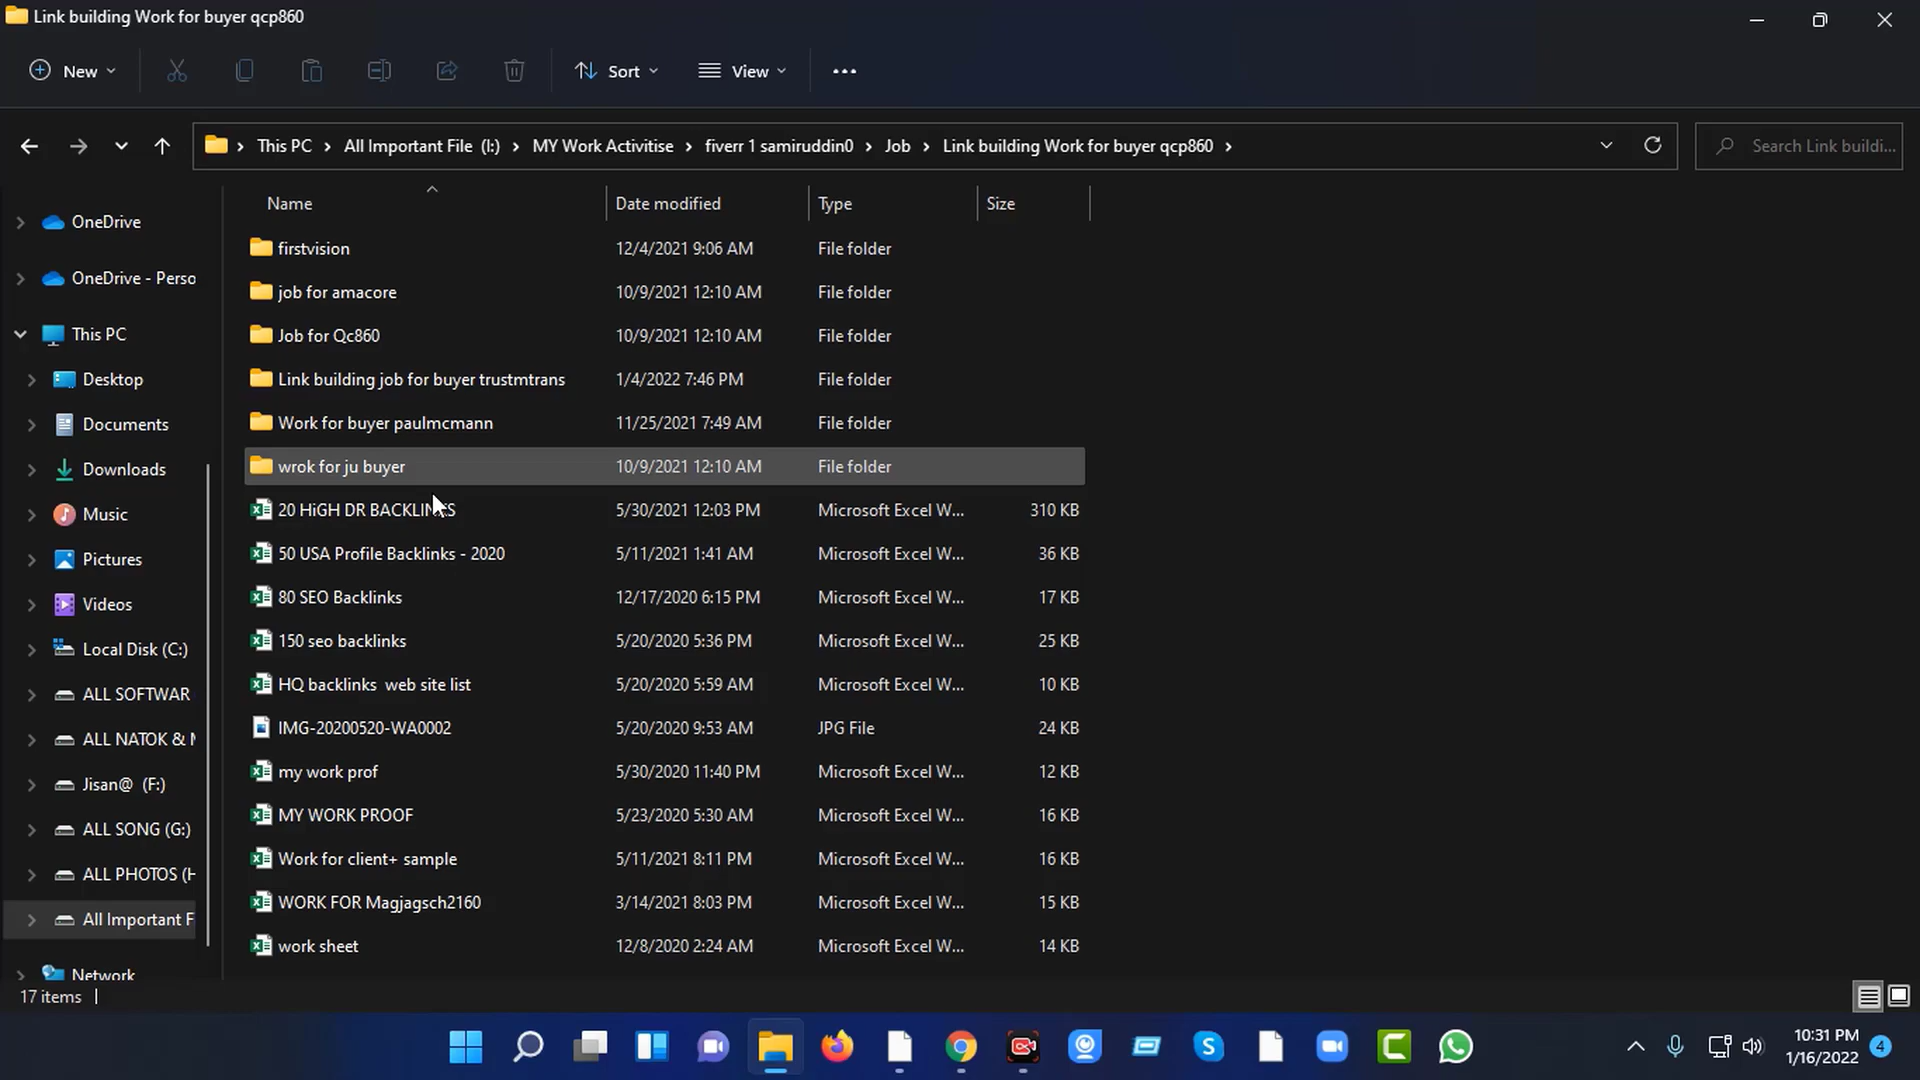 Link building Work for buyer qcp860
New
Sort
View
This PC
All Important File (I:)
MY Work Activitise
fiverr 1 samiruddin0
Job
Link building Work for buyer qcp860
Search Link buildi...
Name
Date modified
Type
Size
OneDrive
OneDrive - Perso
This PC
Desktop
Documents
Downloads
Music
Pictures
Videos
Local Disk (C:)
ALL SOFTWAR
ALL NATOK & M
Jisan@ (F:)
ALL SONG (G:)
ALL PHOTOS (H
All Important F
Network
firstvision 12/4/2021 9:06 AM File folder
job for amacore 10/9/2021 12:10 AM File folder
Job for Qc860 10/9/2021 12:10 AM File folder
Link building job for buyer trustmtrans 1/4/2022 7:46 PM File folder
Work for buyer paulmcmann 11/25/2021 7:49 AM File folder
wrok for ju buyer 10/9/2021 12:10 AM File folder
20 HiGH DR BACKLINKS 5/30/2021 12:03 PM Microsoft Excel W... 310 KB
50 USA Profile Backlinks - 2020 5/11/2021 1:41 AM Microsoft Excel W... 36 KB
80 SEO Backlinks 12/17/2020 6:15 PM Microsoft Excel W... 17 KB
150 seo backlinks 5/20/2020 5:36 PM Microsoft Excel W... 25 KB
HQ backlinks web site list 5/20/2020 5:59 AM Microsoft Excel W... 10 KB
IMG-20200520-WA0002 5/20/2020 9:53 AM JPG File 24 KB
my work prof 5/30/2020 11:40 PM Microsoft Excel W... 12 KB
MY WORK PROOF 5/23/2020 5:30 AM Microsoft Excel W... 16 KB
Work for client+ sample 5/11/2021 8:11 PM Microsoft Excel W... 16 KB
WORK FOR Magjagsch2160 3/14/2021 8:03 PM Microsoft Excel W... 15 KB
work sheet 12/8/2020 2:24 AM Microsoft Excel W... 14 KB
17 items
10:31 PM
1/16/2022
4